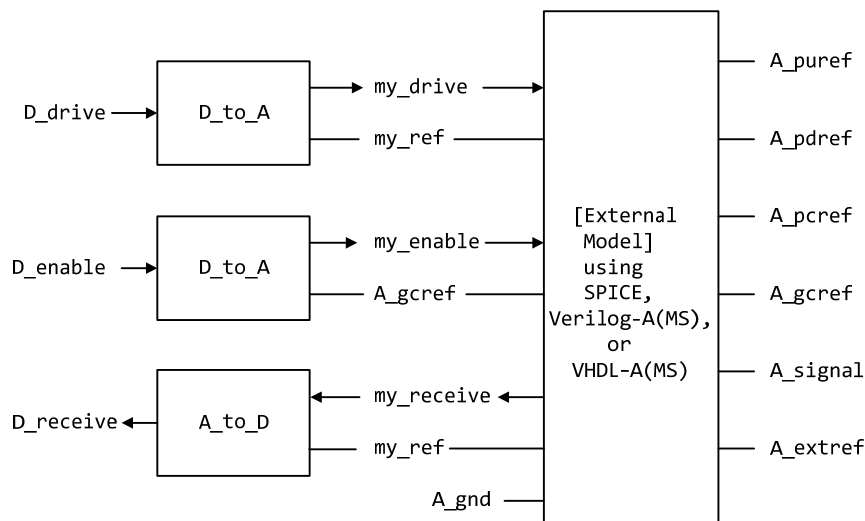 D_drive
D_to_A
my_drive
my_ref
D_enable
D_to_A
my_enable
A_gcref
D_receive
A_to_D
my_receive
my_ref
A_gnd
[External
Model]
using
SPICE,
Verilog-A(MS),
or
VHDL-A(MS)
A_puref
A_pdref
A_pcref
A_gcref
A_signal
A_extref